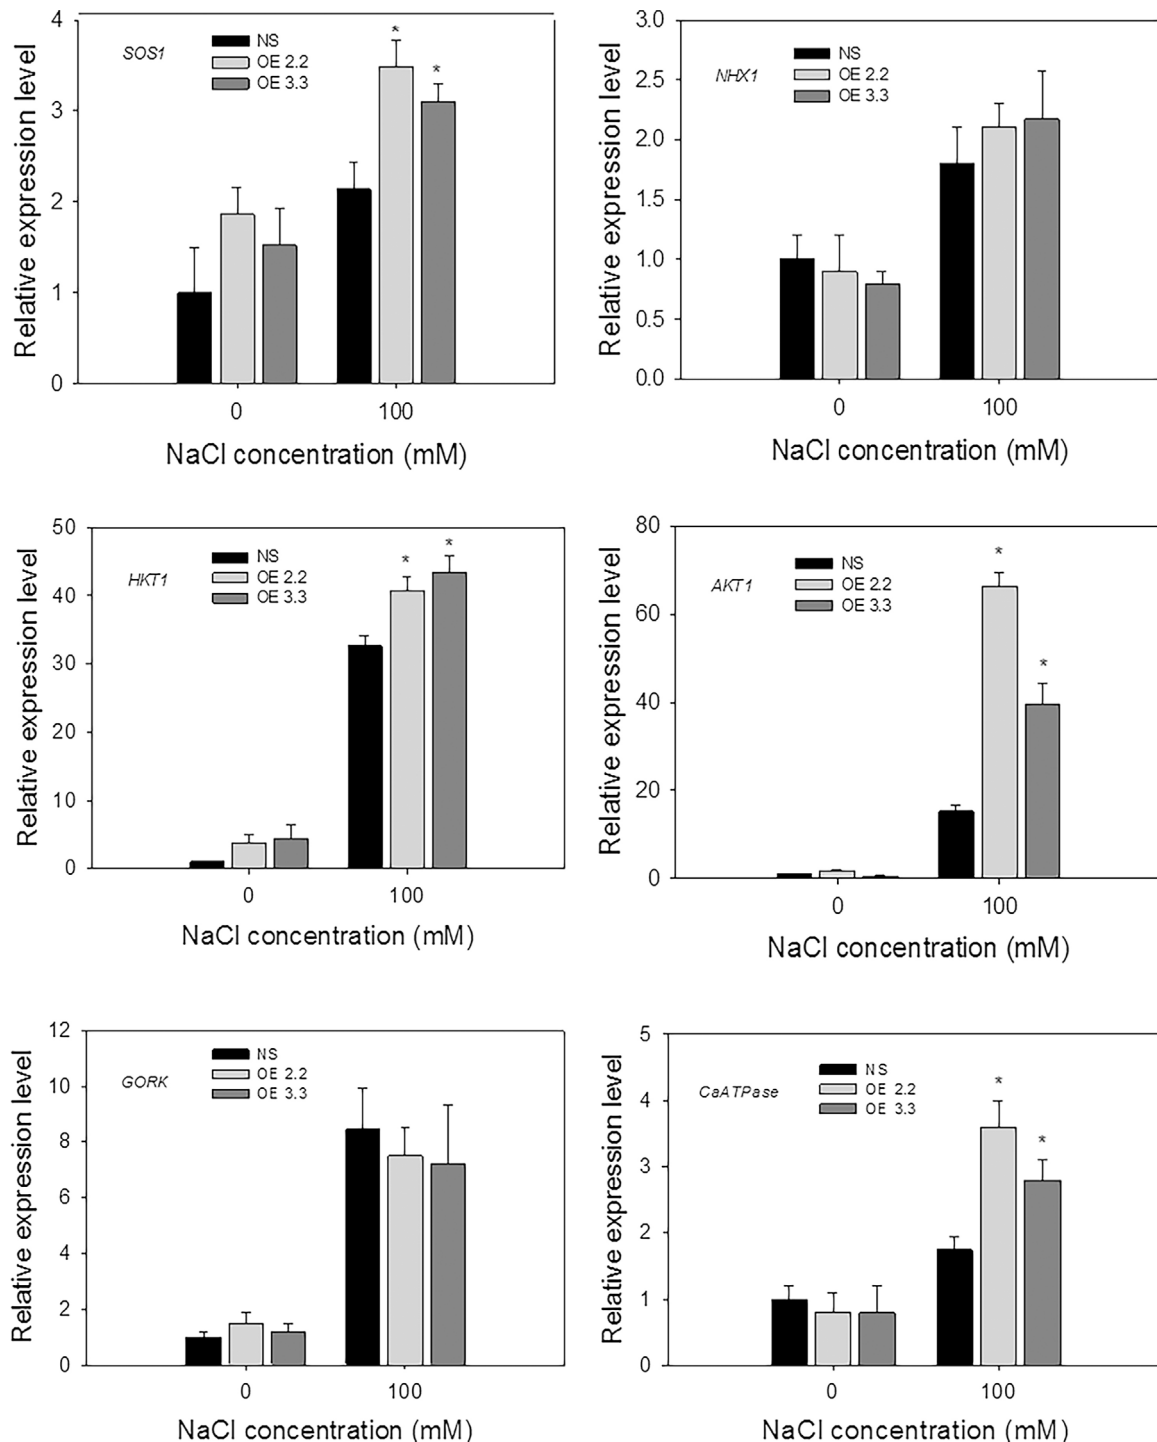 Relative expression level
4
3
2
1
0
SOS1
NS
OE 2.2
OE 3.3
*
*
0
100
NaCl concentration (mM)
Relative expression level
3.0
2.5
2.0
1.5
1.0
0.5
0.0
NHX1
NS
OE 2.2
OE 3.3
0
100
NaCl concentration (mM)
Relative expression level
50
40
30
20
10
0
HKT1
NS
OE 2.2
OE 3.3
*
*
0
100
NaCl concentration (mM)
Relative expression level
80
60
40
20
0
AKT1
NS
OE 2.2
OE 3.3
*
*
0
100
NaCl concentration (mM)
Relative expression level
12
10
8
6
4
2
0
GORK
NS
OE 2.2
OE 3.3
0
100
NaCl concentration (mM)
Relative expression level
5
4
3
2
1
0
CaATPase
NS
OE 2.2
OE 3.3
*
*
0
100
NaCl concentration (mM)